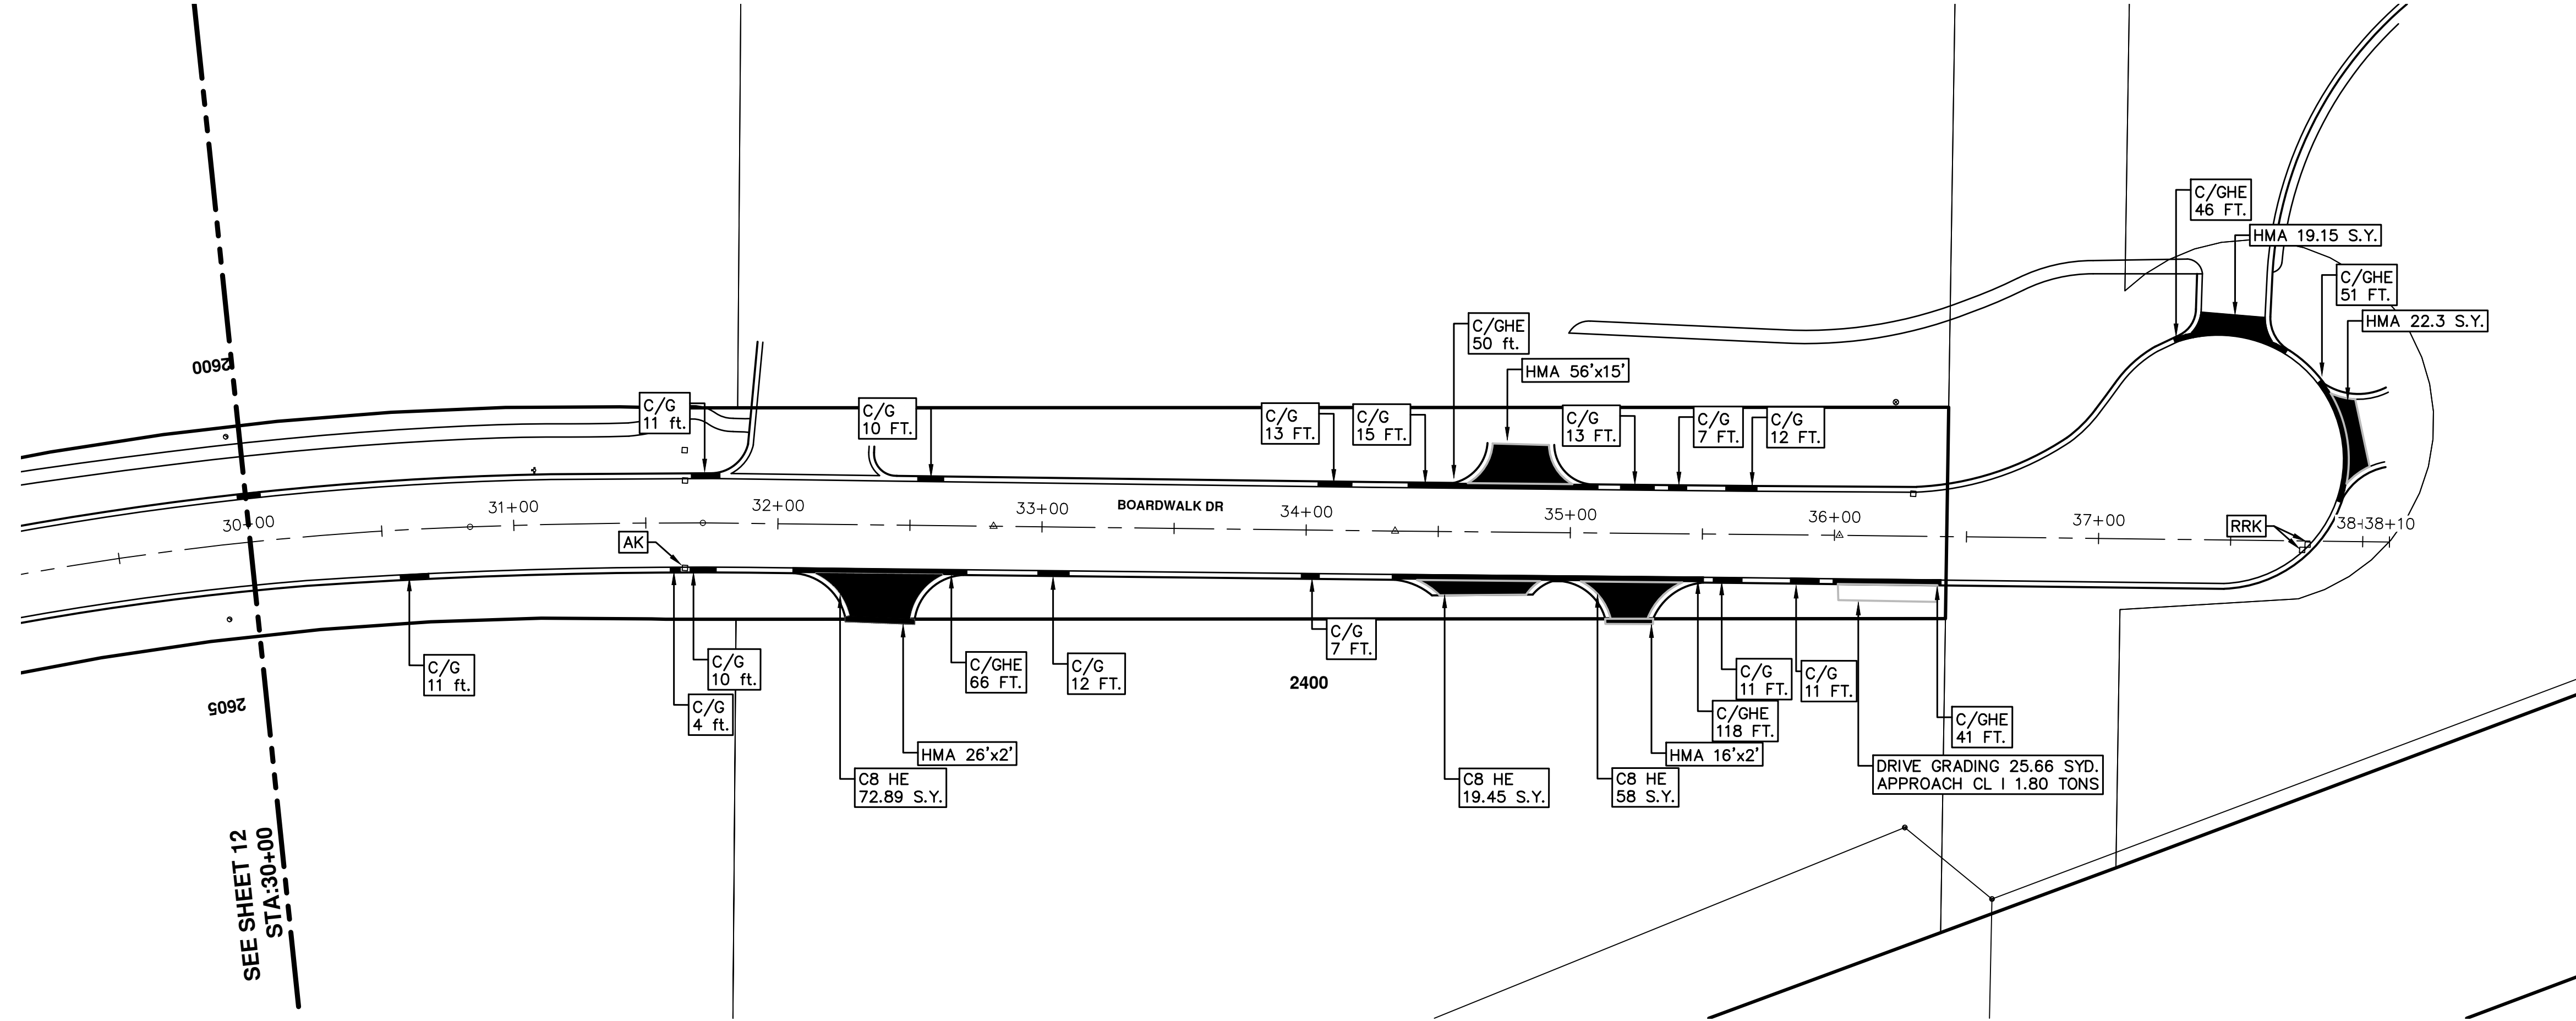 C/GHE
46 FT.
HMA 19.15 S.Y.
C/GHE
51 FT.
HMA 22.3 S.Y.
C/GHE
50 ft.
HMA 56'x15'
2600
C/G
11 ft.
C/G
10 FT.
C/G
13 FT.
C/G
15 FT.
C/G
13 FT.
C/G
7 FT.
C/G
12 FT.
30+00
31+00
32+00
33+00
BOARDWALK DR
34+00
35+00
36+00
37+00
RRK
38+10
AK
C/G
11 ft.
C/G
10 ft.
C/G
4 ft.
C/GHE
66 FT.
C/G
12 FT.
C/G
7 FT.
2400
C/G
11 FT.
C/G
11 FT.
C/GHE
118 FT.
C/GHE
41 FT.
2605
HMA 26'x2'
HMA 16'x2'
C8 HE
72.89 S.Y.
C8 HE
19.45 S.Y.
C8 HE
58 S.Y.
DRIVE GRADING 25.66 SYD.
APPROACH CL I 1.80 TONS
SEE SHEET 12
STA:30+00